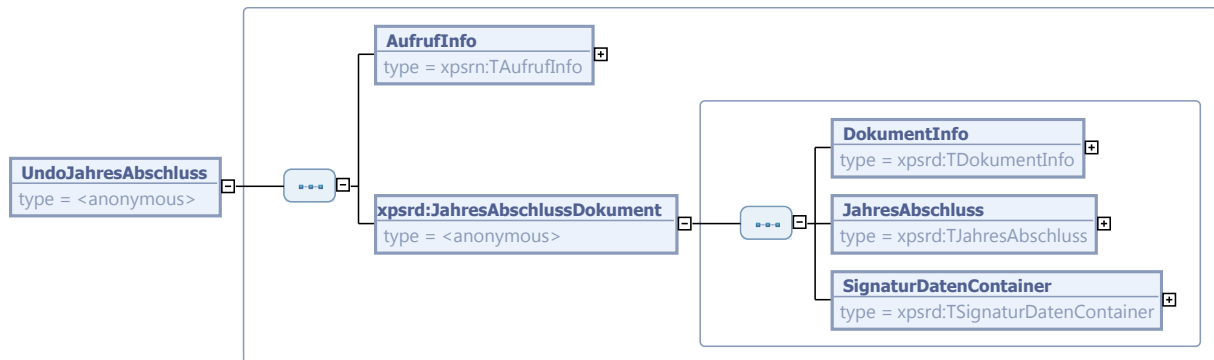 AufrufInfo
type = xpsrn:TAufrufInfo
UndoJahresAbschluss
type = <anonymous>
xpsrd:JahresAbschlussDokument
type = <anonymous>
DokumentInfo
type = xpsrd:TDokumentInfo
JahresAbschluss
type = xpsrd:TJahresAbschluss
SignaturDatenContainer
type = xpsrd:TSignaturDatenContainer